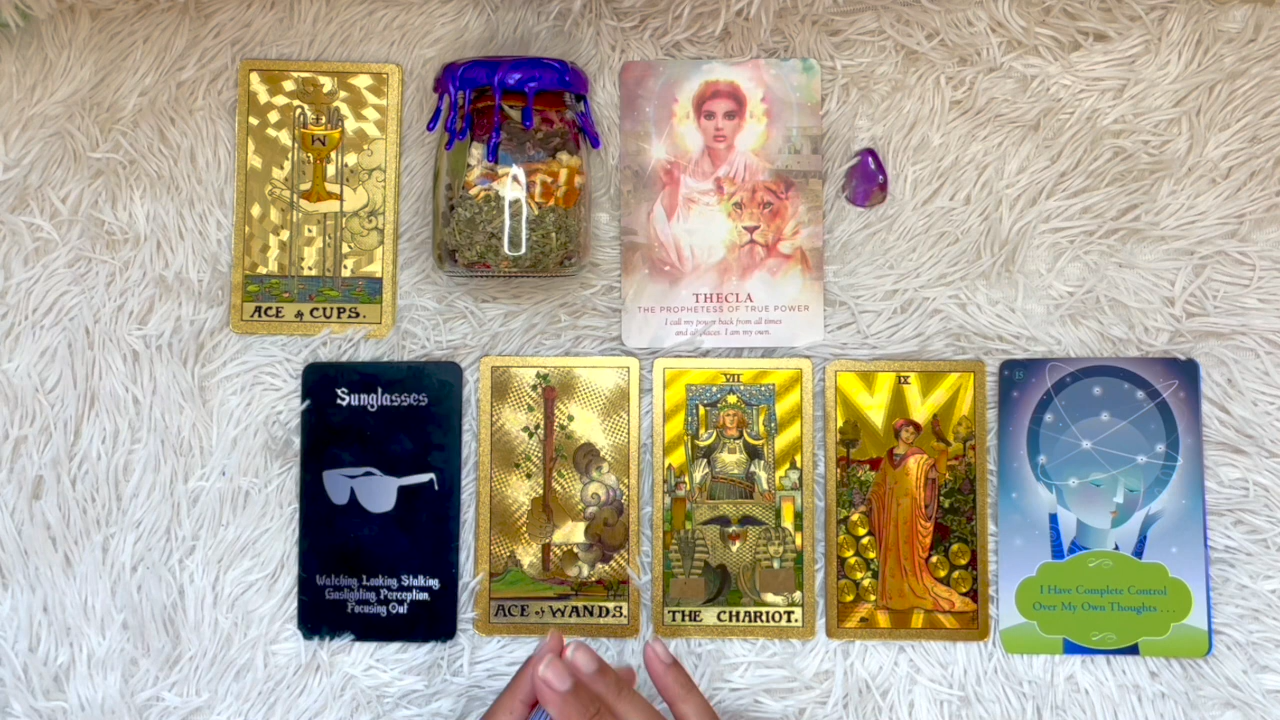 ACE of CUPS.
THECLA
THE PROPHETESS OF TRUE POWER
I call my power back from all times
and all places. I am my own.
Sunglasses
Watching, Looking, Stalking,
Gaslighting, Perception,
Focusing Out
ACE of WANDS.
VII
THE CHARIOT.
IX
15
I Have Complete Control
Over My Own Thoughts . . .